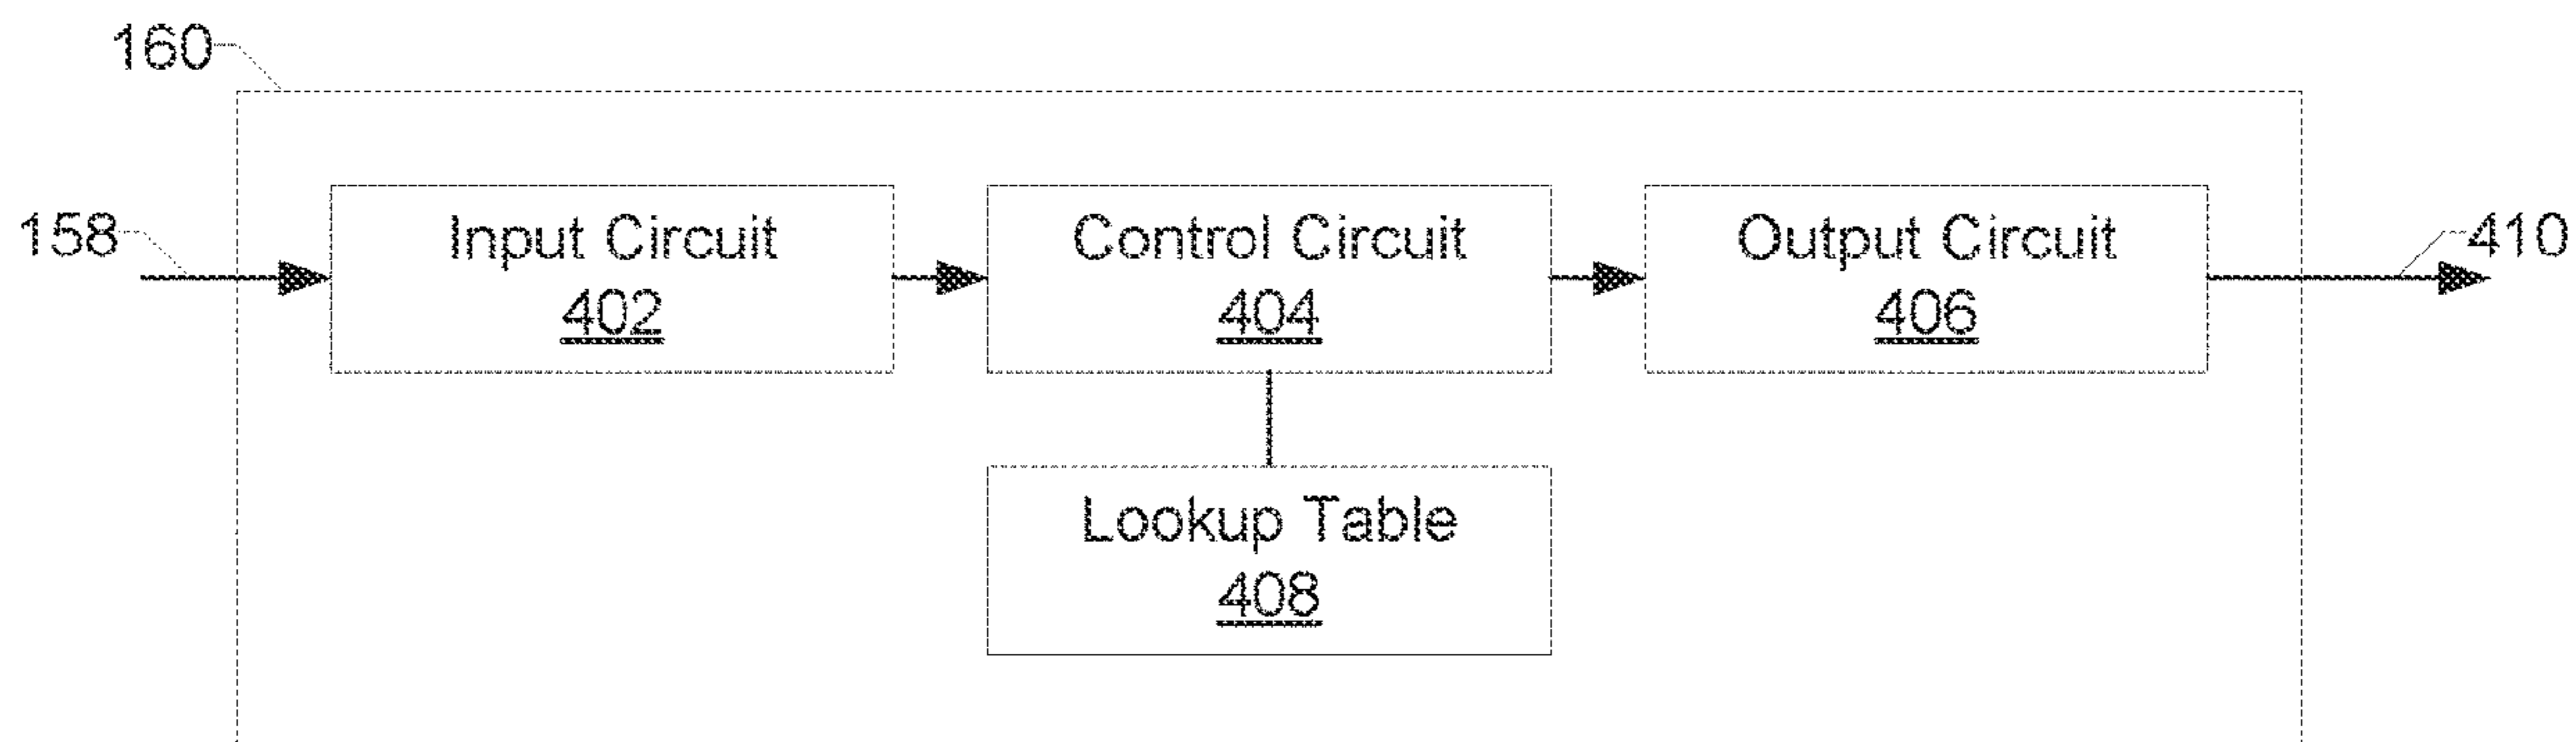 160
158
Input Circuit
402
Control Circuit
404
Output Circuit
406
410
Lookup Table
408